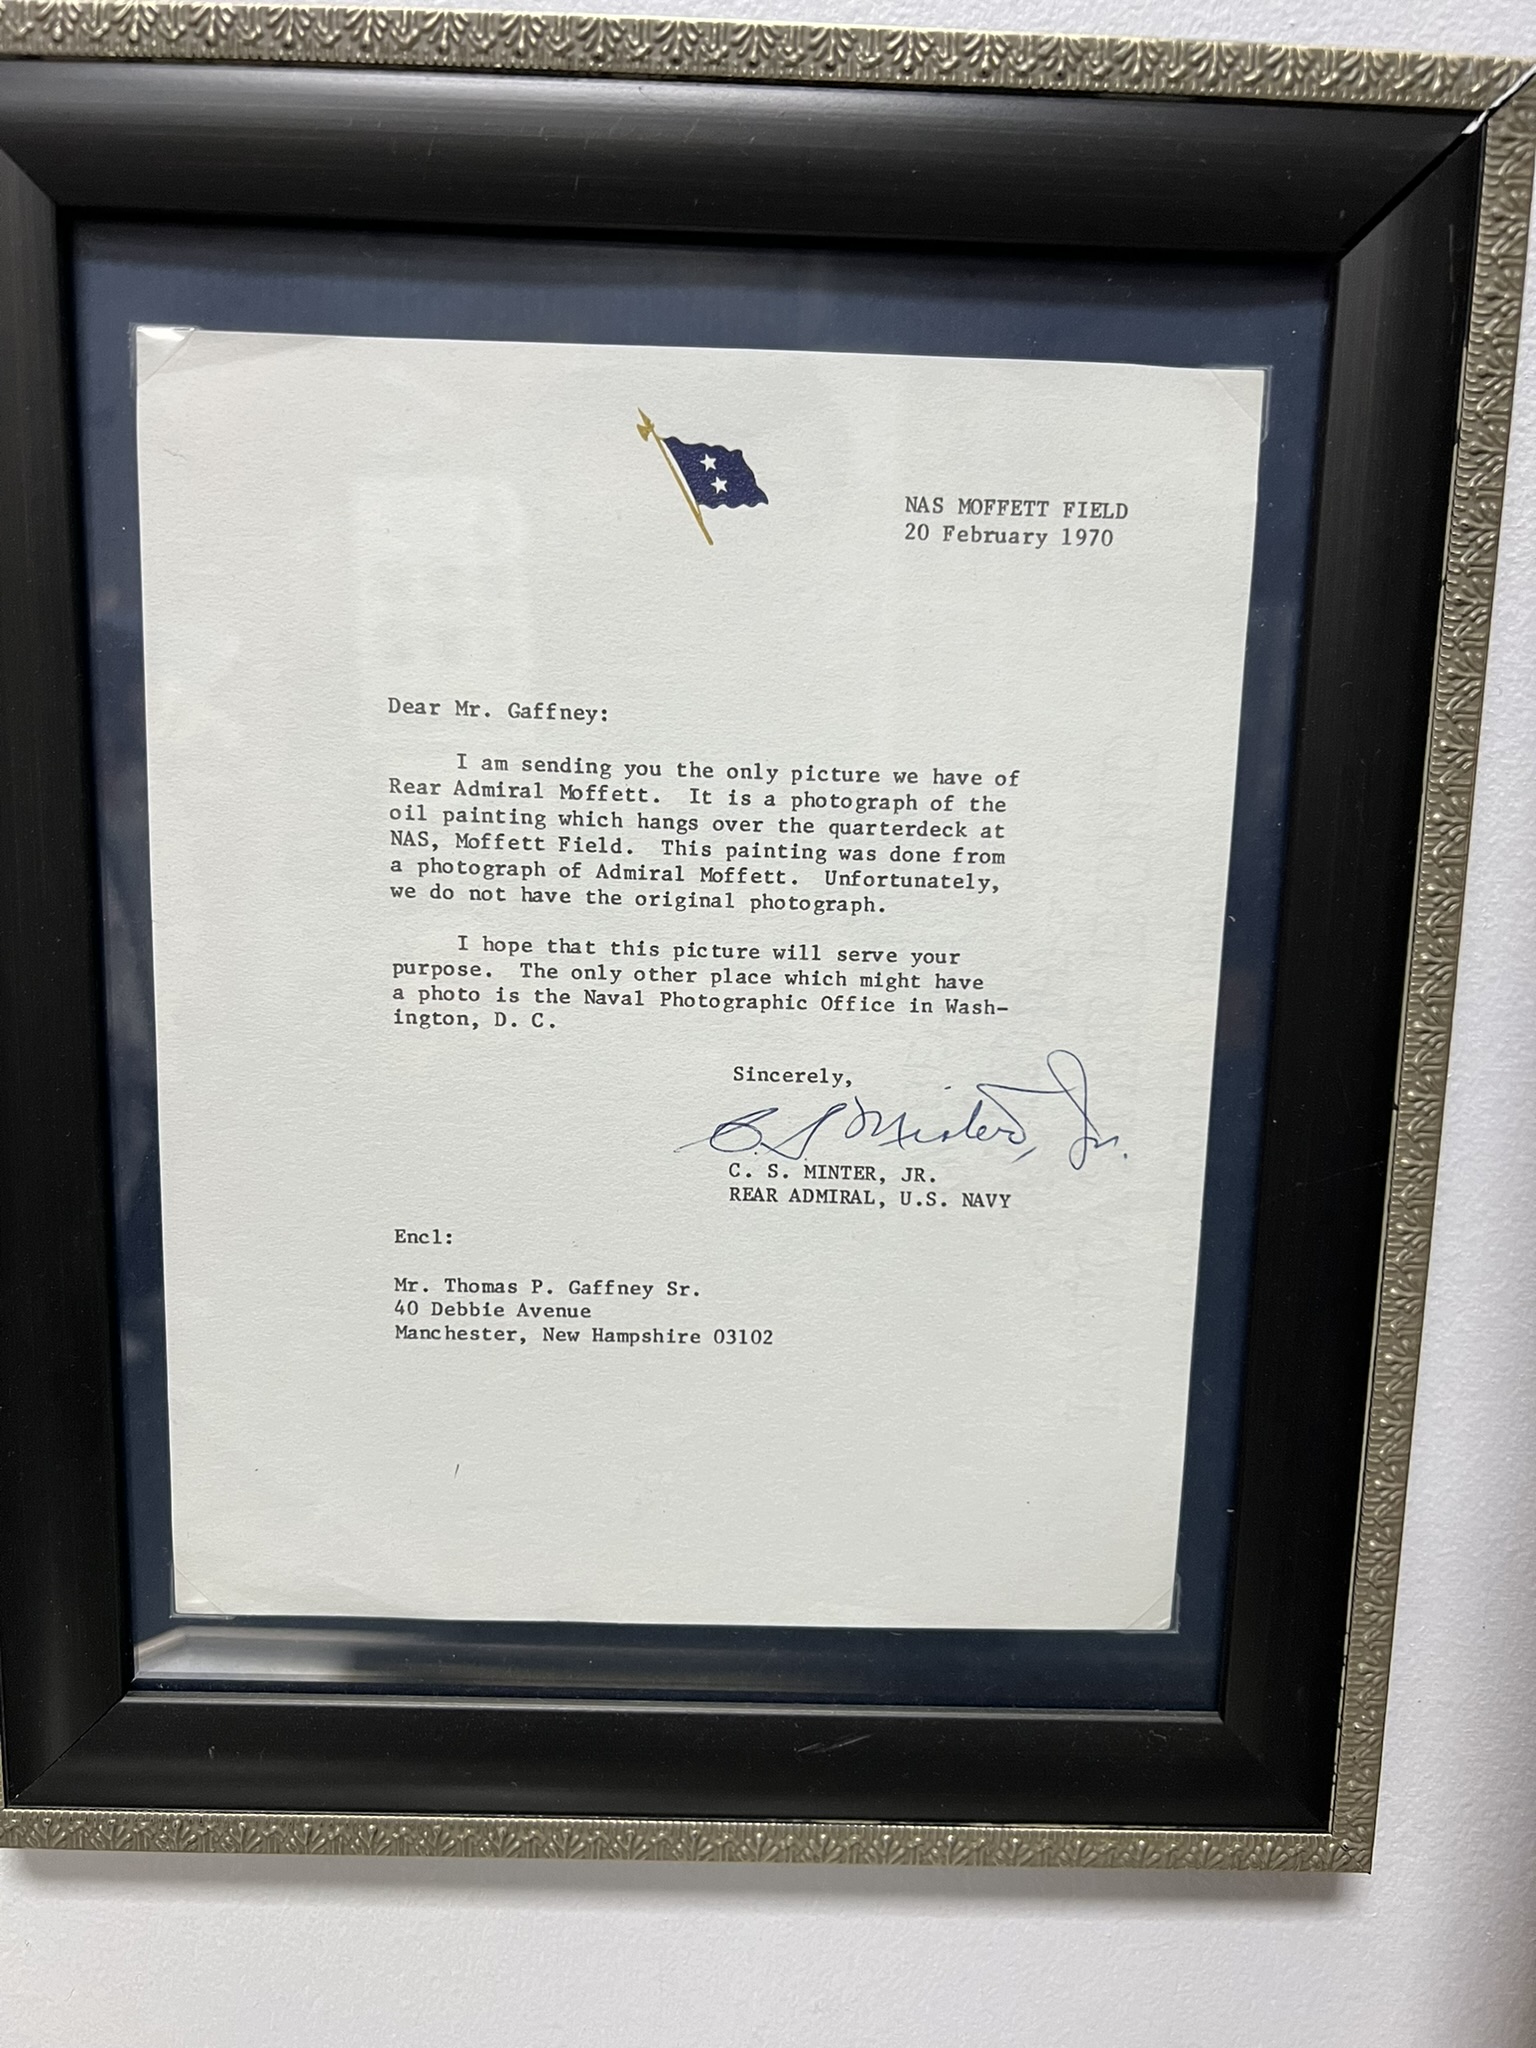 NAS MOFFETT FIELD
20 February 1970
Dear Mr. Gaffney:
I am sending you the only picture we have of
Rear Admiral Moffett. It is a photograph of the
oil painting which hangs over the quarterdeck at
NAS, Moffett Field. This painting was done from
a photograph of Admiral Moffett. Unfortunately,
we do not have the original photograph.
I hope that this picture will serve your
purpose. The only other place which might have
a photo is the Naval Photographic Office in Wash-
ington, D. C.
Sincerely,
C. S. Minter, Jr.
C. S. MINTER, JR.
REAR ADMIRAL, U.S. NAVY
Encl:
Mr. Thomas P. Gaffney Sr.
40 Debbie Avenue
Manchester, New Hampshire 03102